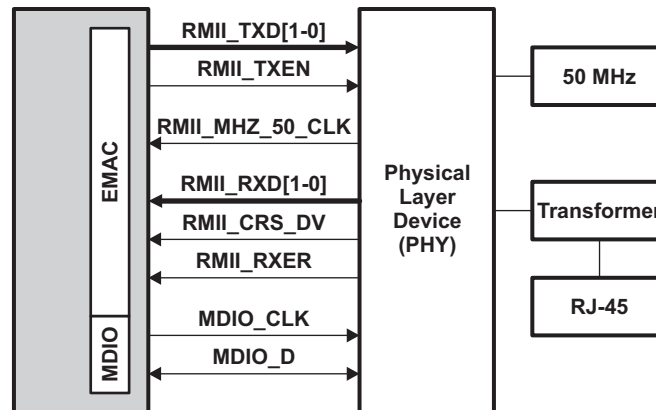 RMII_TXD[1-0]
RMII_TXEN
RMII_MHZ_50_CLK
RMII_RXD[1-0]
RMII_CRS_DV
RMII_RXER
MDIO_CLK
MDIO_D
EMAC
MDIO
Physical
Layer
Device
(PHY)
50 MHz
Transformer
RJ-45